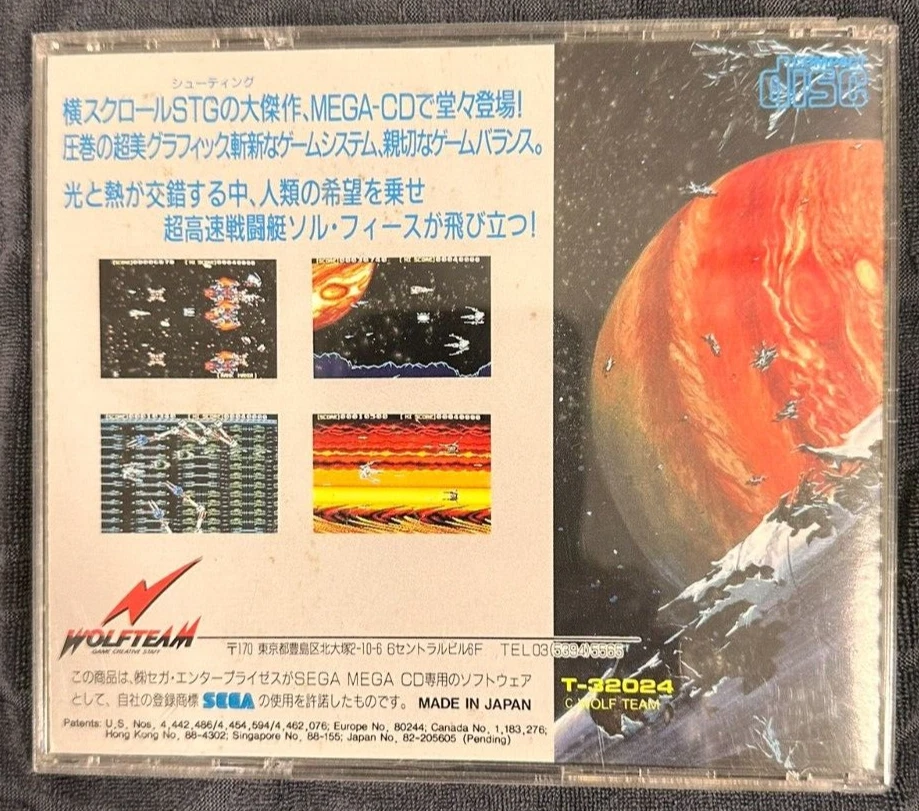 シューティング
横スクロールSTGの大傑作、MEGA-CDで堂々登場!
圧巻の超美グラフィック斬新なゲームシステム、親切なゲームバランス。
光と熱が交錯する中、人類の希望を乗せ
超高速戦闘艇ソル・フィースが飛び立つ!
COMPACT
DISC
WOLFTEAM
GAME CREATIVE STAFF
〒170 東京都豊島区北大塚2-10-6 6セントラルビル6F TEL03(5394)5565
この商品は、㈱セガ・エンタープライゼスがSEGA MEGA CD専用のソフトウェア
として、自社の登録商標 SEGA の使用を許諾したものです。 MADE IN JAPAN
Patents: U.S. Nos. 4,442,486/4,454,594/4,462,076; Europe No. 80244; Canada No. 1,183,276;
Hong Kong No. 88-4302; Singapore No. 88-155; Japan No. 82-205605 (Pending)
T-32024
C WOLF TEAM